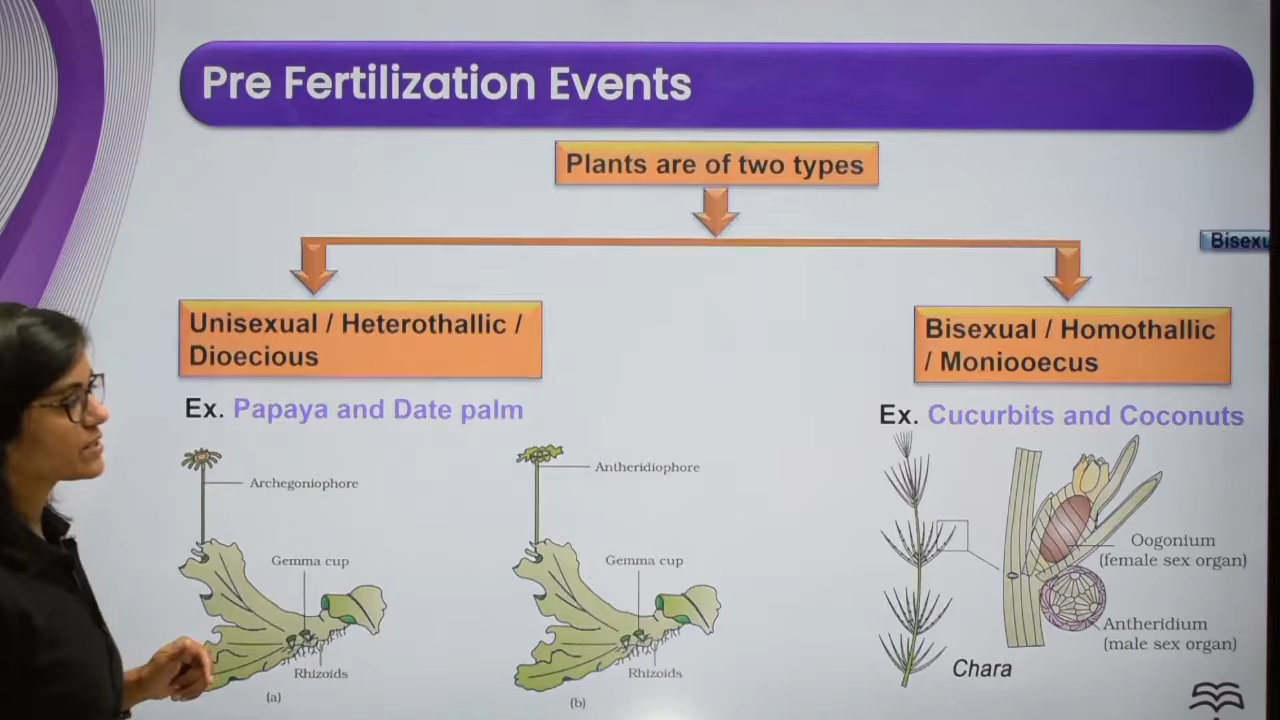 Pre Fertilization Events
Plants are of two types
Bisexu
Unisexual / Heterothallic /
Dioecious
Bisexual / Homothallic
/ Moniooecus
Ex. Papaya and Date palm
Ex. Cucurbits and Coconuts
Archegoniophore
Gemma cup
Rhizoids
(a)
Antheridiophore
Gemma cup
Rhizoids
(b)
Oogonium
(female sex organ)
Antheridium
(male sex organ)
Chara